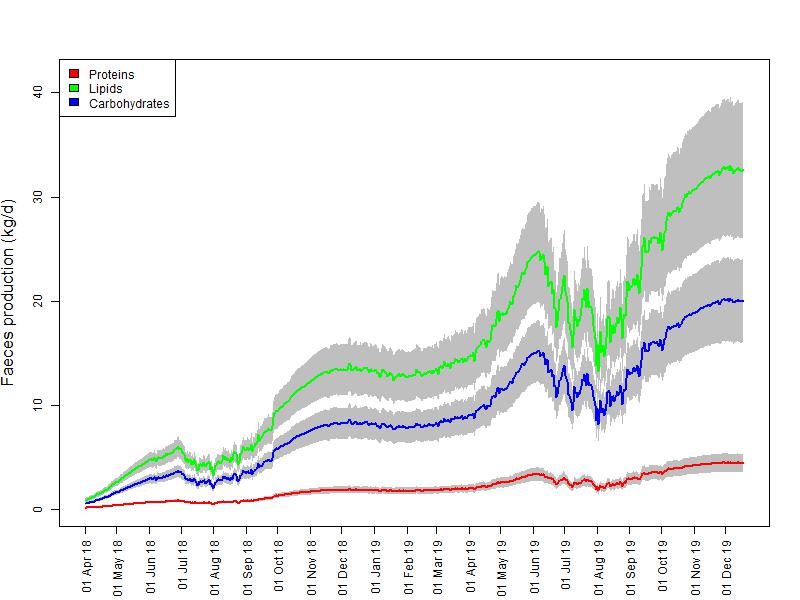 Proteins
Lipids
Carbohydrates
Faeces production (kg/d)
40
30
20
10
0
01 Apr 18
01 May 18
01 Jun 18
01 Jul 18
01 Aug 18
01 Sep 18
01 Oct 18
01 Nov 18
01 Dec 18
01 Jan 19
01 Feb 19
01 Mar 19
01 Apr 19
01 May 19
01 Jun 19
01 Jul 19
01 Aug 19
01 Sep 19
01 Oct 19
01 Nov 19
01 Dec 19